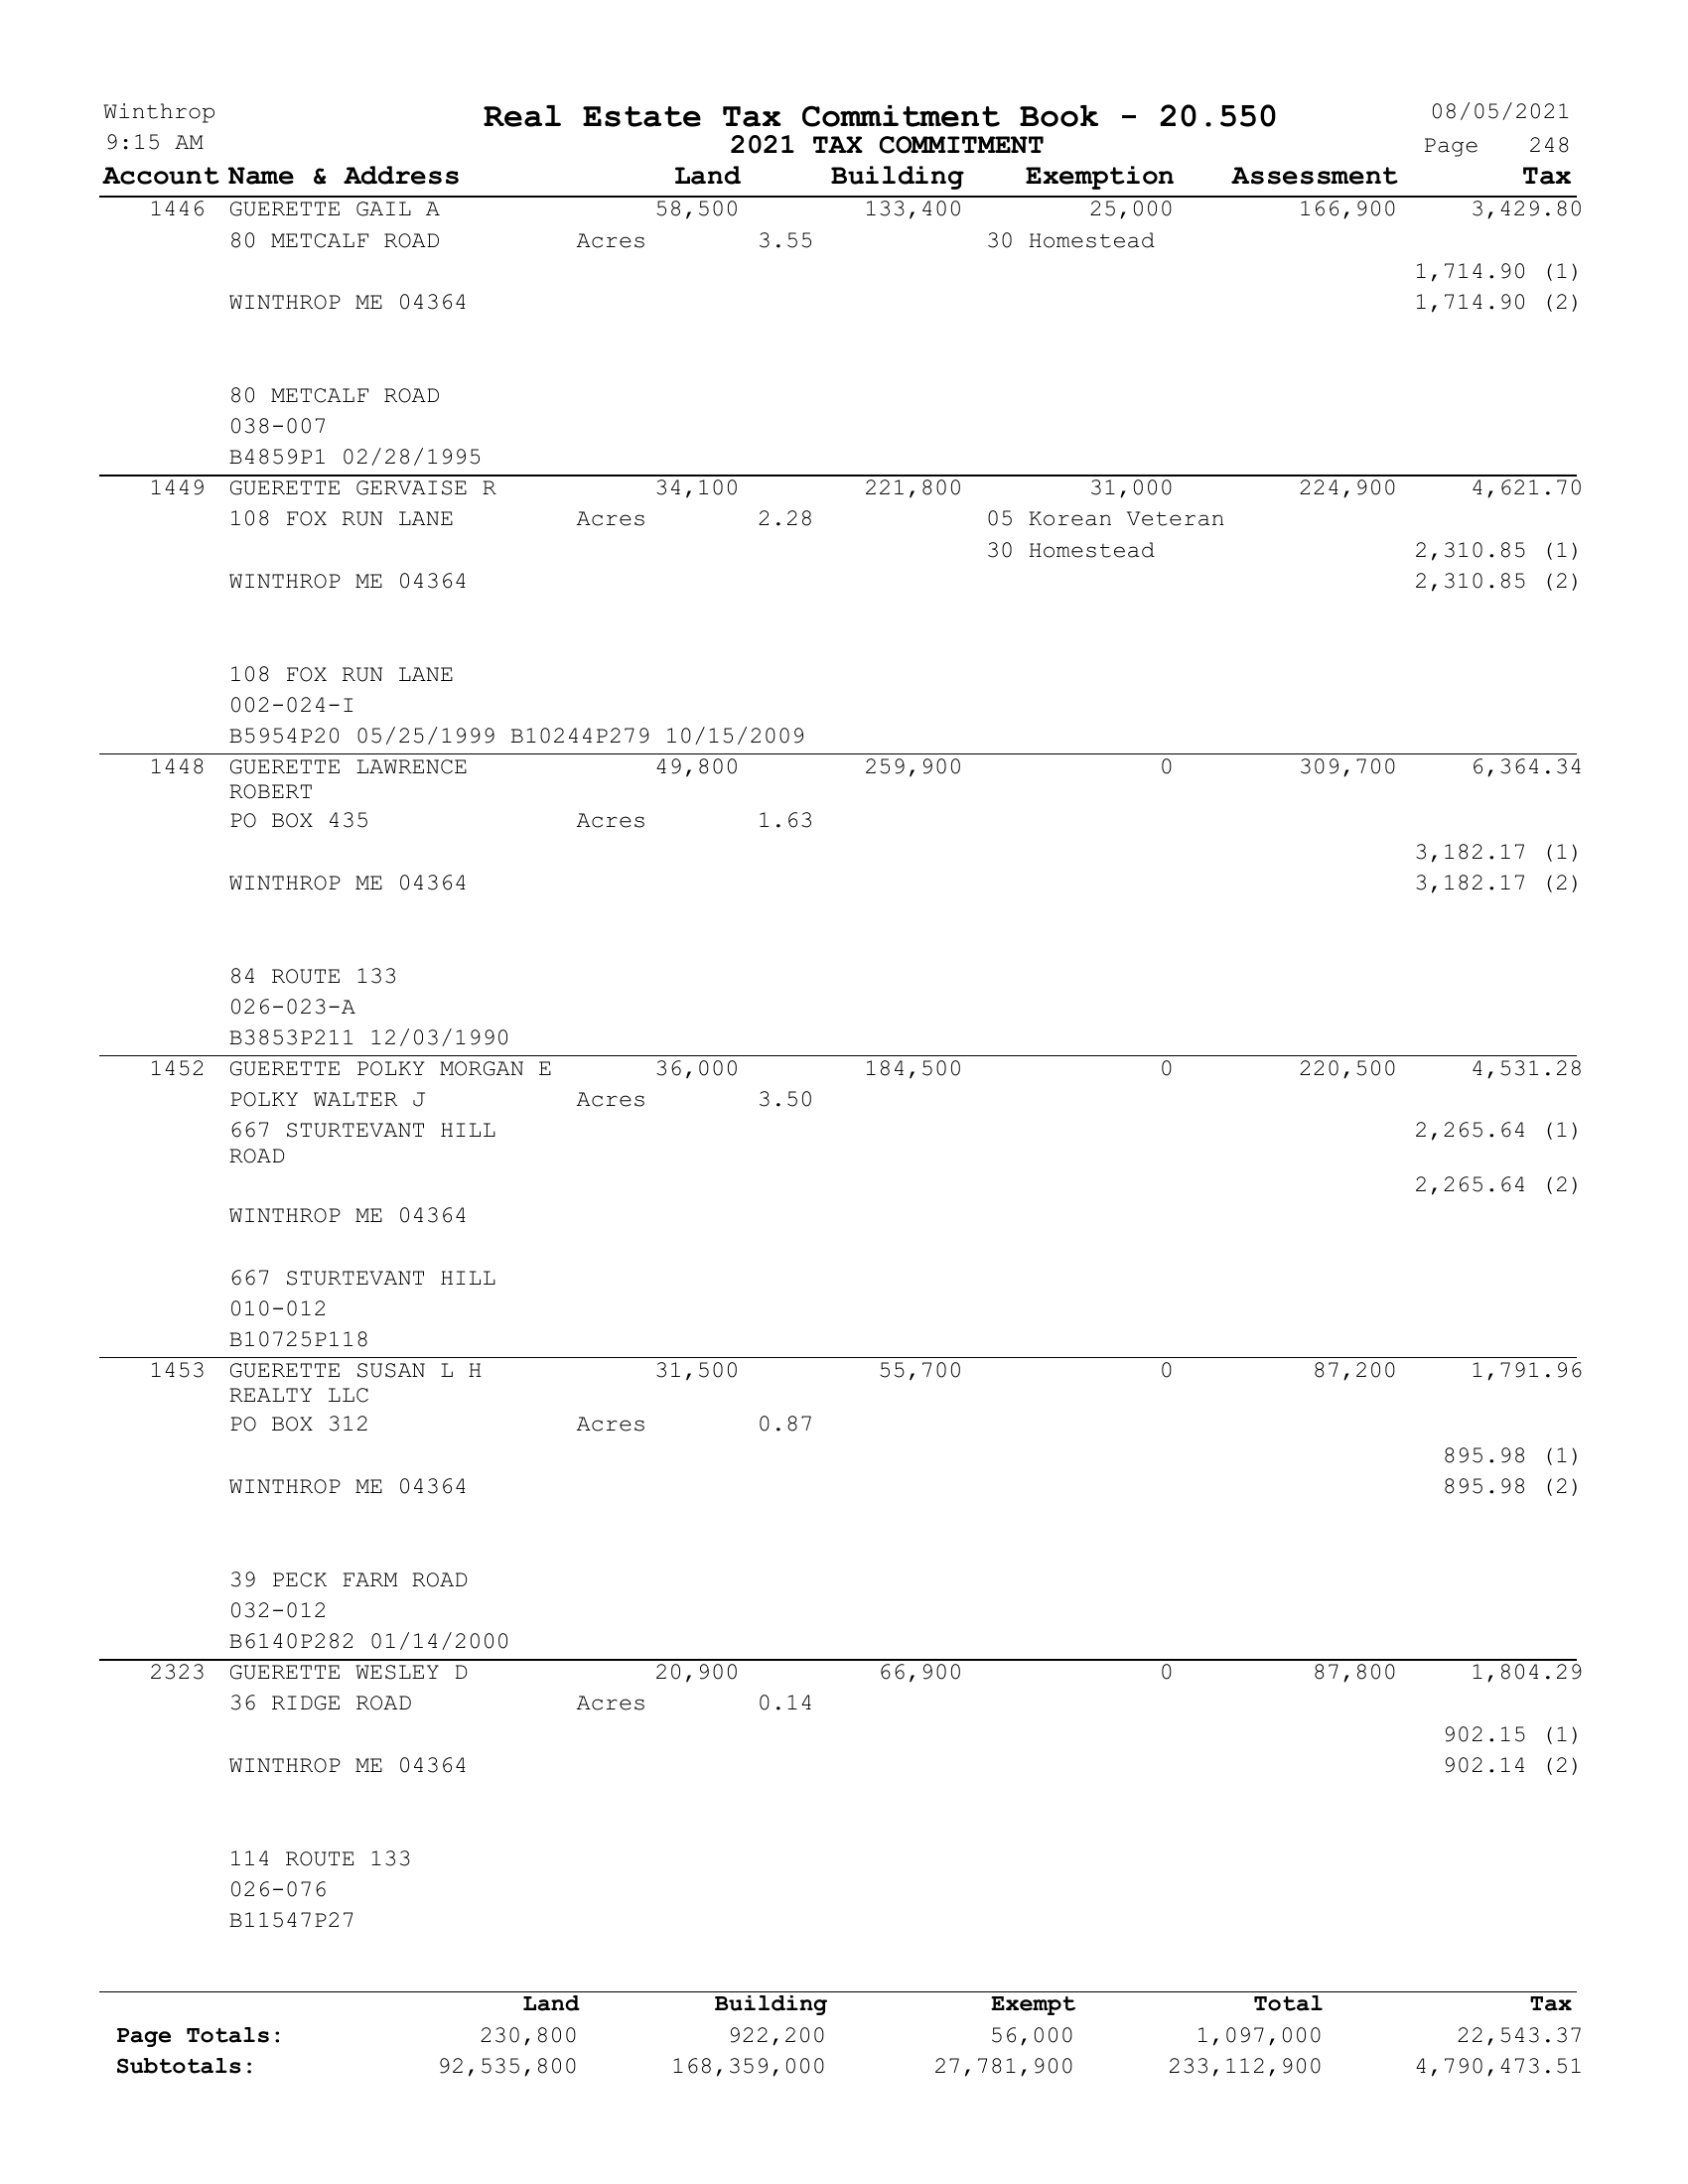 Winthrop Real Estate Tax Commitment Book - 20.550 08/05/2021
9:15 AM 2021 TAX COMMITMENT Page 248
Account Name & Address Land Building Exemption Assessment Tax
1446 GUERETTE GAIL A 58,500 133,400 25,000 166,900 3,429.80
80 METCALF ROAD Acres 3.55 30 Homestead
1,714.90 (1)
WINTHROP ME 04364 1,714.90 (2)
80 METCALF ROAD
038-007
B4859P1 02/28/1995
1449 GUERETTE GERVAISE R 34,100 221,800 31,000 224,900 4,621.70
108 FOX RUN LANE Acres 2.28 05 Korean Veteran
30 Homestead 2,310.85 (1)
WINTHROP ME 04364 2,310.85 (2)
108 FOX RUN LANE
002-024-I
B5954P20 05/25/1999 B10244P279 10/15/2009
1448 GUERETTE LAWRENCE 49,800 259,900 0 309,700 6,364.34
ROBERT
PO BOX 435 Acres 1.63
3,182.17 (1)
WINTHROP ME 04364 3,182.17 (2)
84 ROUTE 133
026-023-A
B3853P211 12/03/1990
1452 GUERETTE POLKY MORGAN E 36,000 184,500 0 220,500 4,531.28
POLKY WALTER J Acres 3.50
667 STURTEVANT HILL 2,265.64 (1)
ROAD
2,265.64 (2)
WINTHROP ME 04364
667 STURTEVANT HILL
010-012
B10725P118
1453 GUERETTE SUSAN L H 31,500 55,700 0 87,200 1,791.96
REALTY LLC
PO BOX 312 Acres 0.87
895.98 (1)
WINTHROP ME 04364 895.98 (2)
39 PECK FARM ROAD
032-012
B6140P282 01/14/2000
2323 GUERETTE WESLEY D 20,900 66,900 0 87,800 1,804.29
36 RIDGE ROAD Acres 0.14
902.15 (1)
WINTHROP ME 04364 902.14 (2)
114 ROUTE 133
026-076
B11547P27
Land Building Exempt Total Tax
Page Totals: 230,800 922,200 56,000 1,097,000 22,543.37
Subtotals: 92,535,800 168,359,000 27,781,900 233,112,900 4,790,473.51